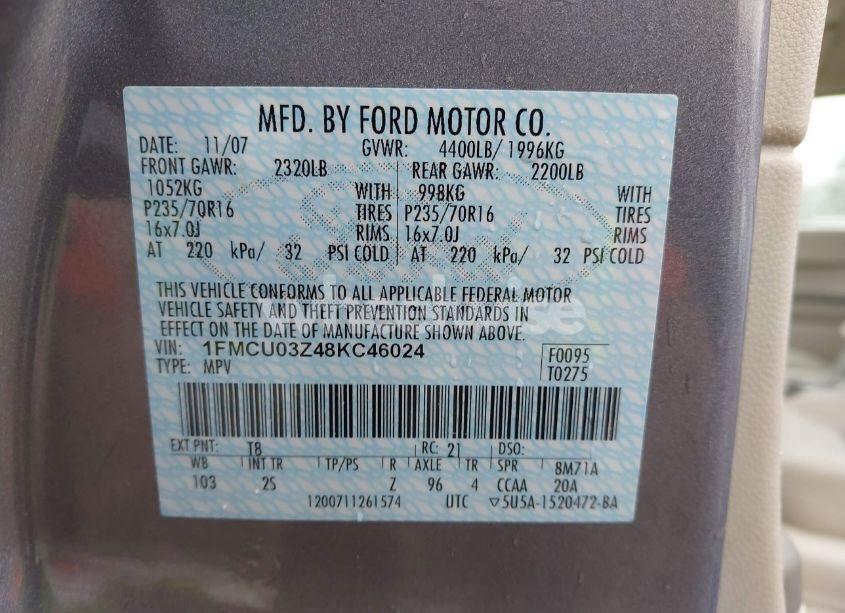 MFD. BY FORD MOTOR CO.
DATE: 11/07 GVWR: 4400LB/1996KG
FRONT GAWR: 2320LB REAR GAWR: 2200LB
1052KG WITH 998KG WITH
P235/70R16 TIRES P235/70R16 TIRES
16x7.0J RIMS 16x7.0J RIMS
AT 220 kPa/ 32 PSI COLD AT 220 kPa/ 32 PSI COLD
THIS VEHICLE CONFORMS TO ALL APPLICABLE FEDERAL MOTOR
VEHICLE SAFETY AND THEFT PREVENTION STANDARDS IN
EFFECT ON THE DATE OF MANUFACTURE SHOWN ABOVE.
VIN: 1FMCU03Z48KC46024 F0095
TYPE: MPV T0275
EXT PNT: T8 RC: 21 DSO:
WB INT TR TP/PS R AXLE TR SPR 8M71A
103 2S Z 96 4 CCAA 20A
1200711261574 UTC ▽5U5A-1520472-BA